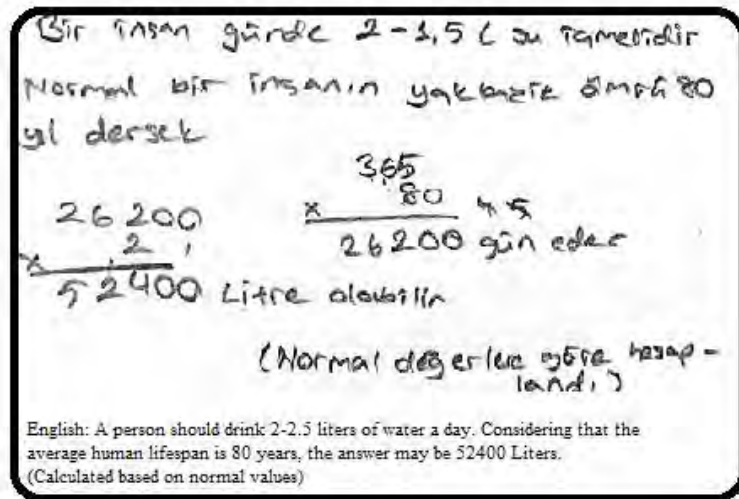 Bir insan günde 2-1,5 L su içmelidir
Normal bir insanın yaklaşık ömrü 80
yıl dersek
365
x 80
26200 gün eder
26200
x 2
52400 Litre olabilir
(Normal değerlere göre hesap-
landı)
English: A person should drink 2-2.5 liters of water a day. Considering that the
average human lifespan is 80 years, the answer may be 52400 Liters.
(Calculated based on normal values)